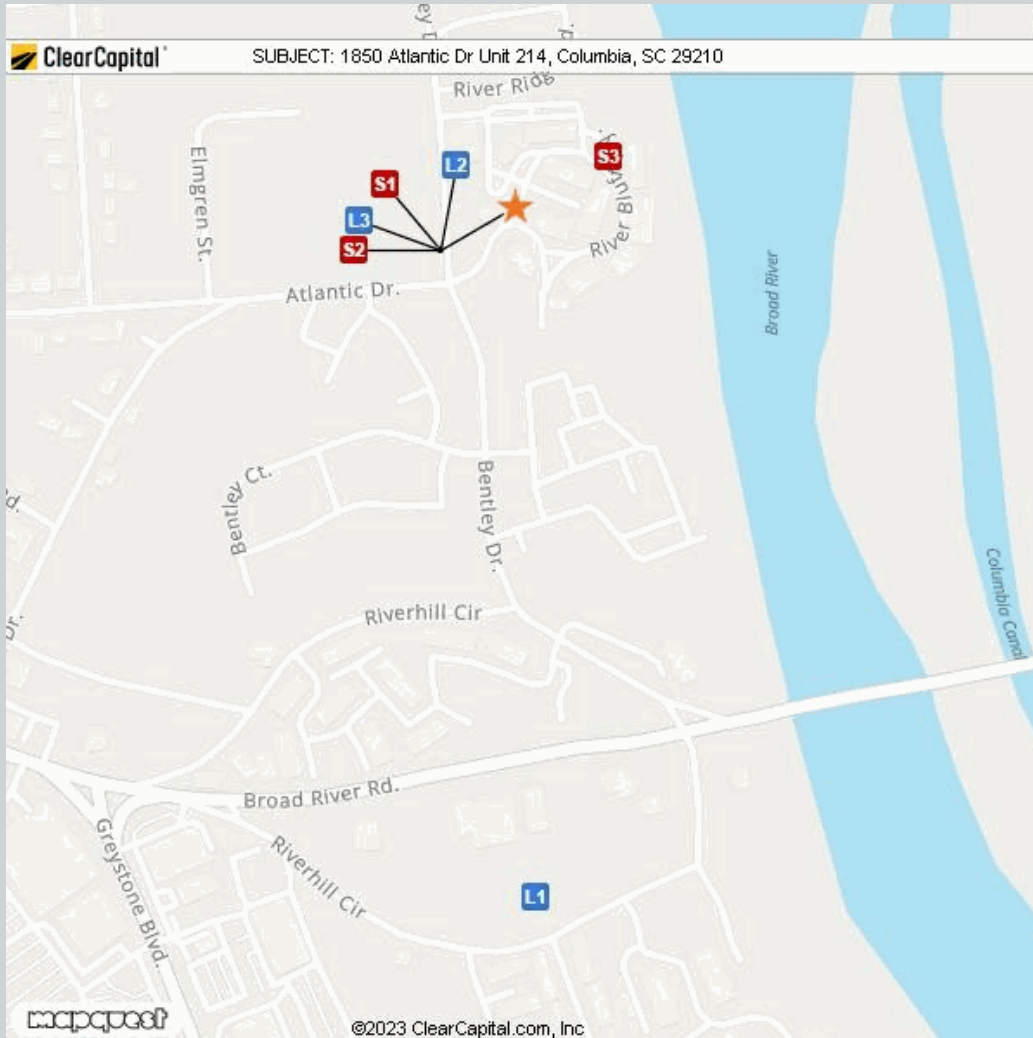 ClearCapital
SUBJECT: 1850 Atlantic Dr Unit 214, Columbia, SC 29210
River Ridg
Elmgren St.
S1
L2
S3
L3
S2
River Bluff
Atlantic Dr.
Broad River
Bentley Ct.
Bentley Dr.
Columbia Canal
Riverhill Cir
Dr.
Broad River Rd.
Greystone Blvd.
Riverhill Cir
L1
mapquest
©2023 ClearCapital.com, Inc